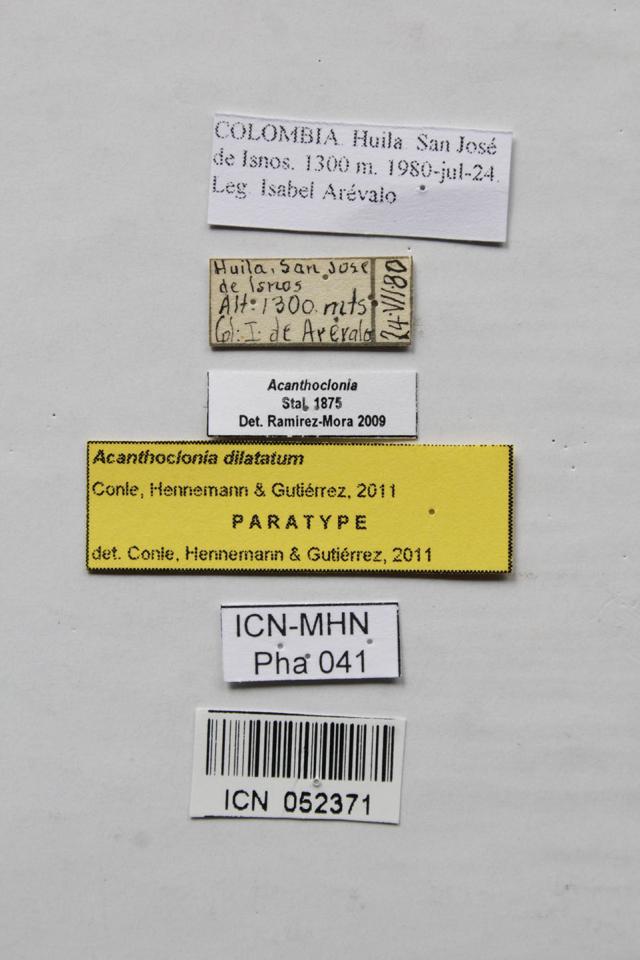 COLOMBIA. Huila. San José
de Isnos. 1300 m. 1980-jul-24.
Leg. Isabel Arévalo
Huila, San José
de Isnos
Alt: 1300 mts
Col: I. de Arévalo
24-VII-80
Acanthoclonia
Stal, 1875
Det. Ramirez-Mora 2009
Acanthoclonia dilatatum
Conle, Hennemann & Gutiérrez, 2011
PARATYPE
det. Conle, Hennemann & Gutiérrez, 2011
ICN-MHN
Pha 041
ICN 052371